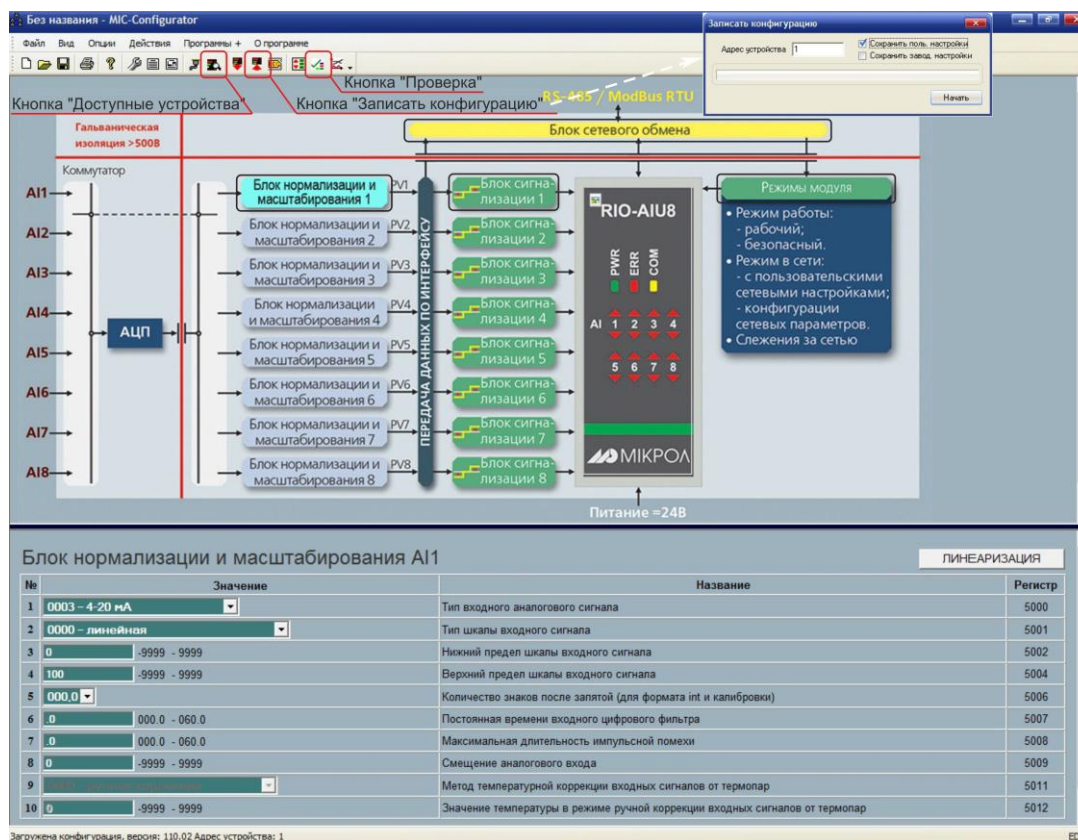 Без названия - MIC-Configurator
Файл Вид Опции Действия Программы + О программе
Записать конфигурацию
Адрес устройства 1
Сохранить поль. настройки
Сохранить завод. настройки
Начать
Кнопка "Проверка"
Кнопка "Доступные устройства"
Кнопка "Записать конфигурацию"
RS-485 / ModBus RTU
Гальваническая
изоляция >500В
Блок сетевого обмена
Коммутатор
AI1
AI2
AI3
AI4
AI5
AI6
AI7
AI8
АЦП
Блок нормализации и
масштабирования 1
Блок нормализации и
масштабирования 2
Блок нормализации и
масштабирования 3
Блок нормализации
и масштабирования 4
Блок нормализации и
масштабирования 5
Блок нормализации и
масштабирования 6
Блок нормализации и
масштабирования 7
Блок нормализации и
масштабирования 8
PV1
PV2
PV3
PV4
PV5
PV6
PV7
PV8
ПЕРЕДАЧА ДАННЫХ ПО ИНТЕРФЕЙСУ
Блок сигна-
лизации 1
Блок сигна-
лизации 2
Блок сигна-
лизации 3
Блок сигна-
лизации 4
Блок сигна-
лизации 5
Блок сигна-
лизации 6
Блок сигна-
лизации 7
Блок сигна-
лизации 8
RIO-AIU8
PWR ERR COM
AI 1 2 3 4
5 6 7 8
МІКРОЛ
Питание =24В
Режимы модуля
• Режим работы:
- рабочий;
- безопасный.
• Режим в сети:
- с пользовательскими
сетевыми настройками;
- конфигурации
сетевых параметров.
• Слежения за сетью
Блок нормализации и масштабирования AI1
ЛИНЕАРИЗАЦИЯ
№ Значение Название Регистр
1 0003 – 4-20 мА Тип входного аналогового сигнала 5000
2 0000 – линейная Тип шкалы входного сигнала 5001
3 0 -9999 - 9999 Нижний предел шкалы входного сигнала 5002
4 100 -9999 - 9999 Верхний предел шкалы входного сигнала 5004
5 000,0 Количество знаков после запятой (для формата int и калибровки) 5006
6 .0 000.0 - 060.0 Постоянная времени входного цифрового фильтра 5007
7 .0 000.0 - 060.0 Максимальная длительность импульсной помехи 5008
8 0 -9999 - 9999 Смещение аналогового входа 5009
9 Метод температурной коррекции входных сигналов от термопар 5011
10 0 -9999 - 9999 Значение температуры в режиме ручной коррекции входных сигналов от термопар 5012
Загружена конфигурация, версия: 110.02 Адрес устройства: 1